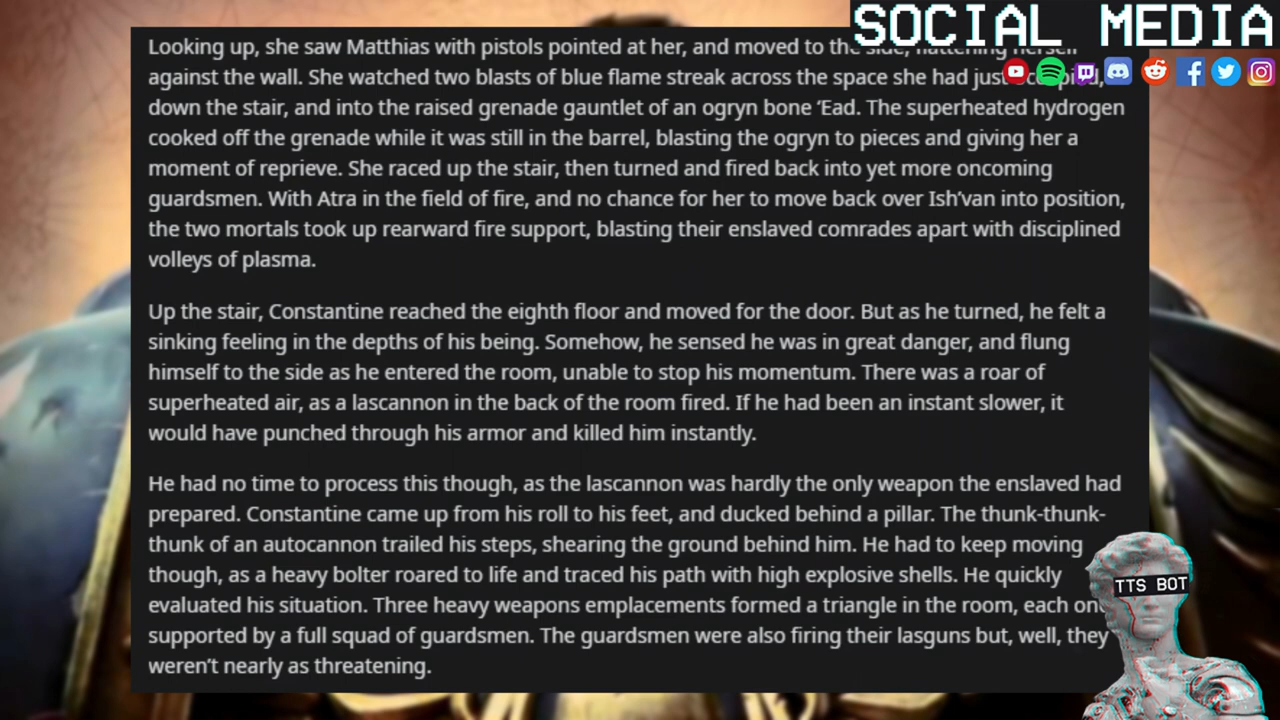 SOCIAL MEDIA
Looking up, she saw Matthias with pistols pointed at her, and moved to the side, flattening herself
against the wall. She watched two blasts of blue flame streak across the space she had just occupied,
down the stair, and into the raised grenade gauntlet of an ogryn bone ‘Ead. The superheated hydrogen
cooked off the grenade while it was still in the barrel, blasting the ogryn to pieces and giving her a
moment of reprieve. She raced up the stair, then turned and fired back into yet more oncoming
guardsmen. With Atra in the field of fire, and no chance for her to move back over Ish’van into position,
the two mortals took up rearward fire support, blasting their enslaved comrades apart with disciplined
volleys of plasma.
Up the stair, Constantine reached the eighth floor and moved for the door. But as he turned, he felt a
sinking feeling in the depths of his being. Somehow, he sensed he was in great danger, and flung
himself to the side as he entered the room, unable to stop his momentum. There was a roar of
superheated air, as a lascannon in the back of the room fired. If he had been an instant slower, it
would have punched through his armor and killed him instantly.
He had no time to process this though, as the lascannon was hardly the only weapon the enslaved had
prepared. Constantine came up from his roll to his feet, and ducked behind a pillar. The thunk-thunk-
thunk of an autocannon trailed his steps, shearing the ground behind him. He had to keep moving
though, as a heavy bolter roared to life and traced his path with high explosive shells. He quickly
evaluated his situation. Three heavy weapons emplacements formed a triangle in the room, each one
supported by a full squad of guardsmen. The guardsmen were also firing their lasguns but, well, they
weren’t nearly as threatening.
TTS BOT